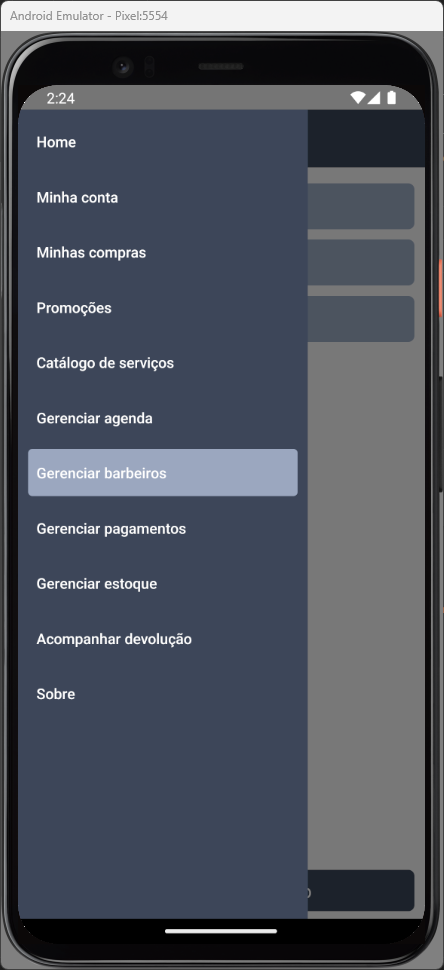 Android Emulator - Pixel:5554
2:24
Home
Minha conta
Minhas compras
Promoções
Catálogo de serviços
Gerenciar agenda
Gerenciar barbeiros
Gerenciar pagamentos
Gerenciar estoque
Acompanhar devolução
Sobre